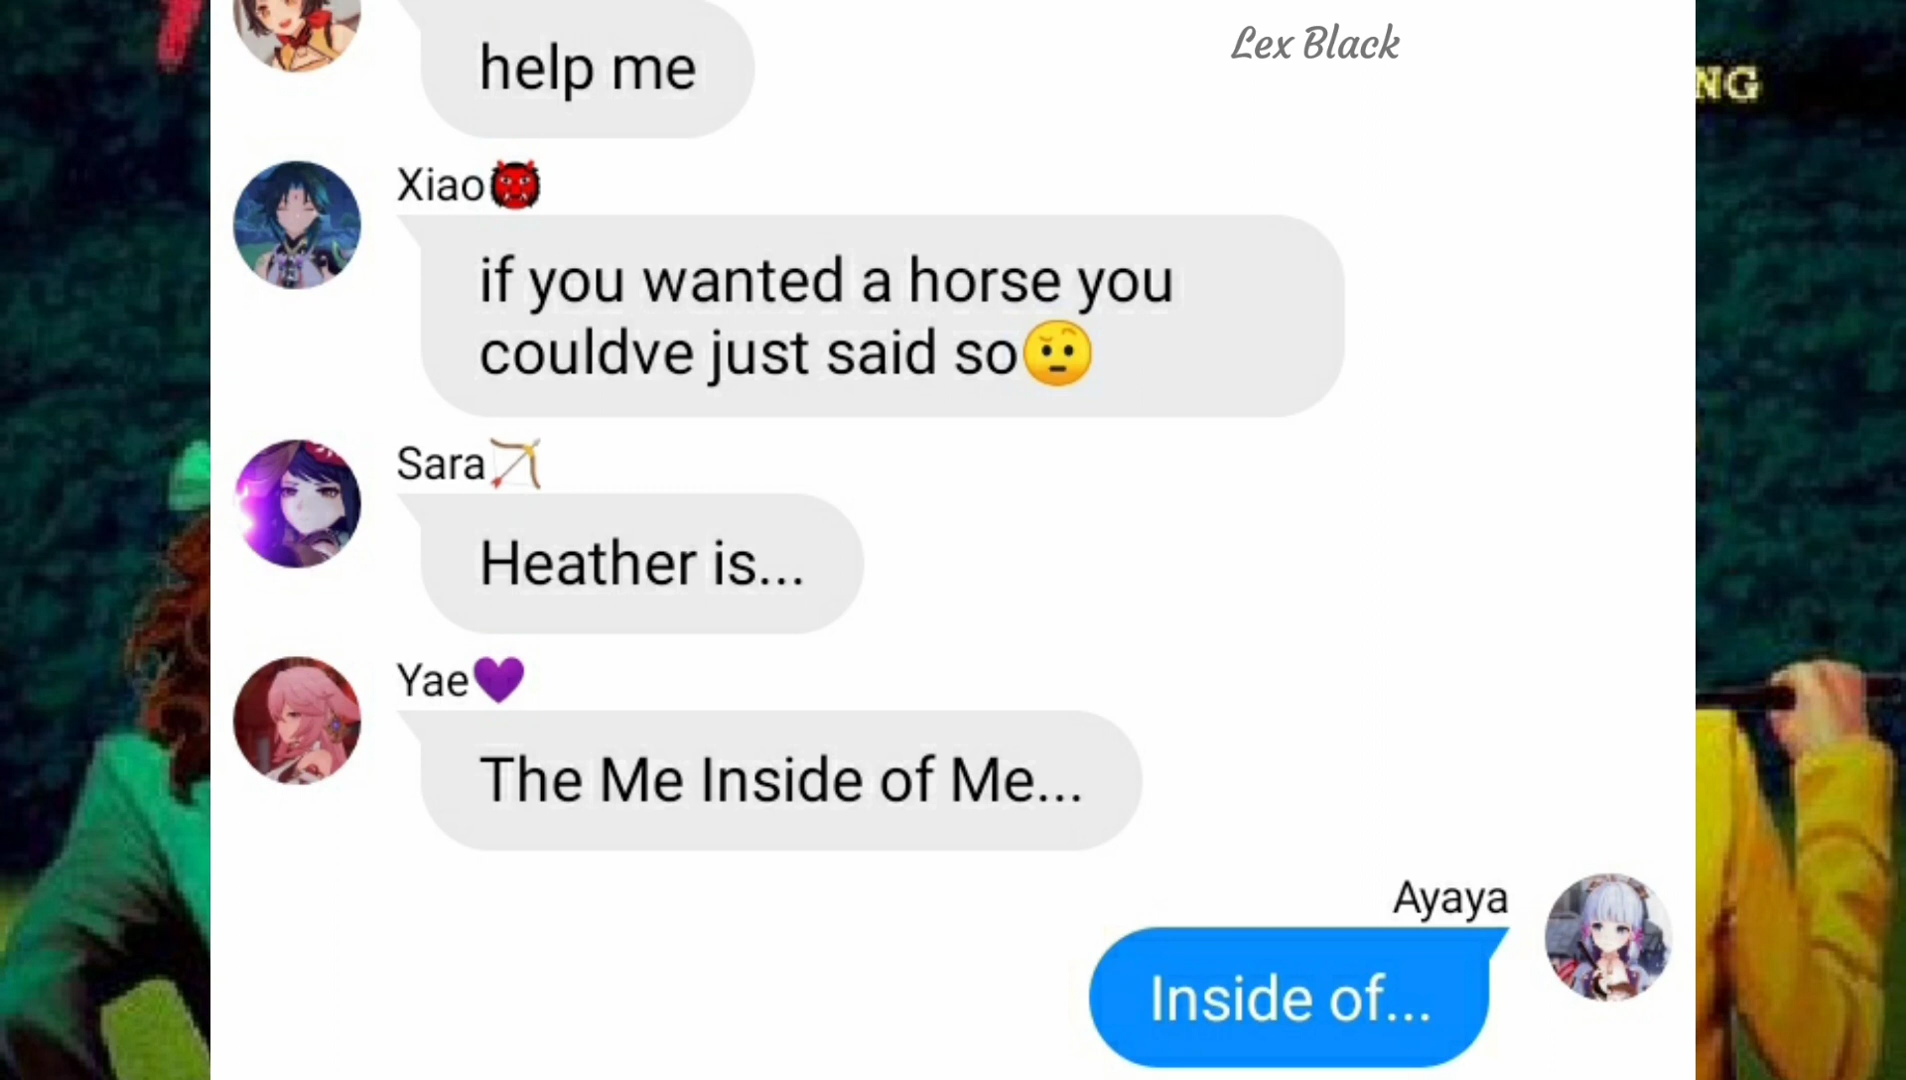 Lex Black
NG
help me
Xiao👹
if you wanted a horse you
couldve just said so🤨
Sara🏹
Heather is...
Yae💜
The Me Inside of Me...
Ayaya
Inside of...